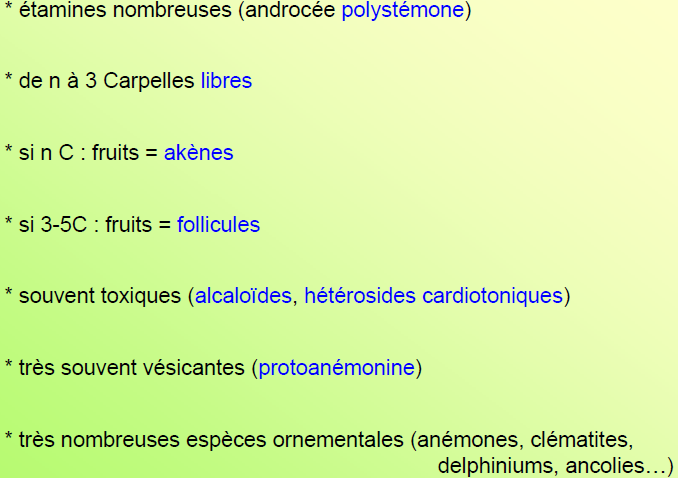 * étamines nombreuses (androcée polystémone)
* de n à 3 Carpelles libres
* si n C : fruits = akènes
* si 3-5C : fruits = follicules
* souvent toxiques (alcaloïdes, hétérosides cardiotoniques)
* très souvent vésicantes (protoanémonine)
* très nombreuses espèces ornementales (anémones, clématites,
delphiniums, ancolies…)